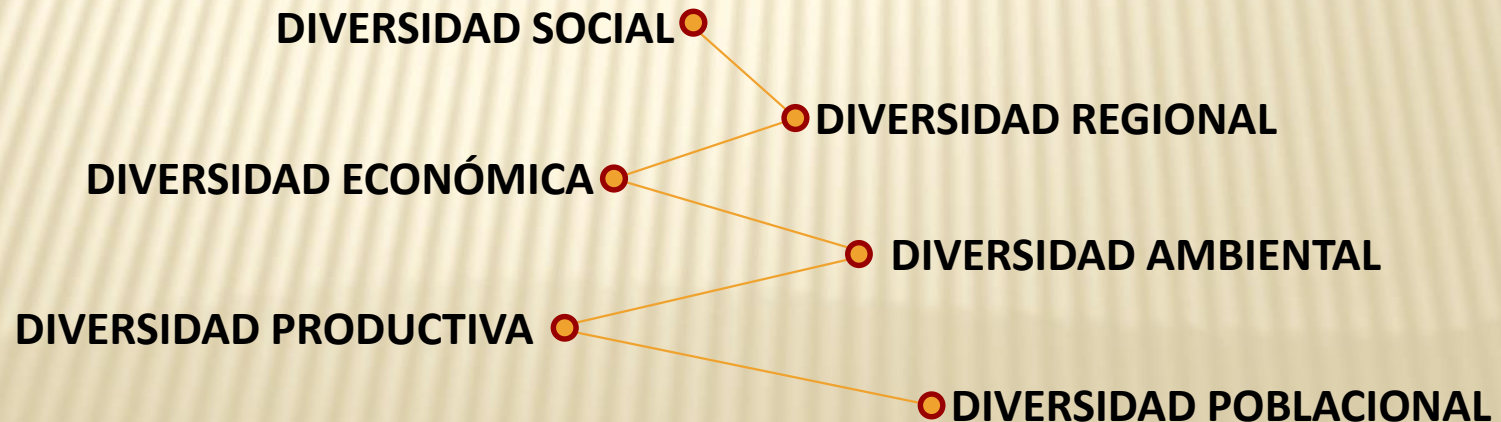 DIVERSIDAD SOCIAL
DIVERSIDAD REGIONAL
DIVERSIDAD ECONÓMICA
DIVERSIDAD AMBIENTAL
DIVERSIDAD PRODUCTIVA
DIVERSIDAD POBLACIONAL